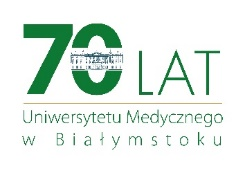 70 LAT
Uniwersytetu Medycznego
w Białymstoku